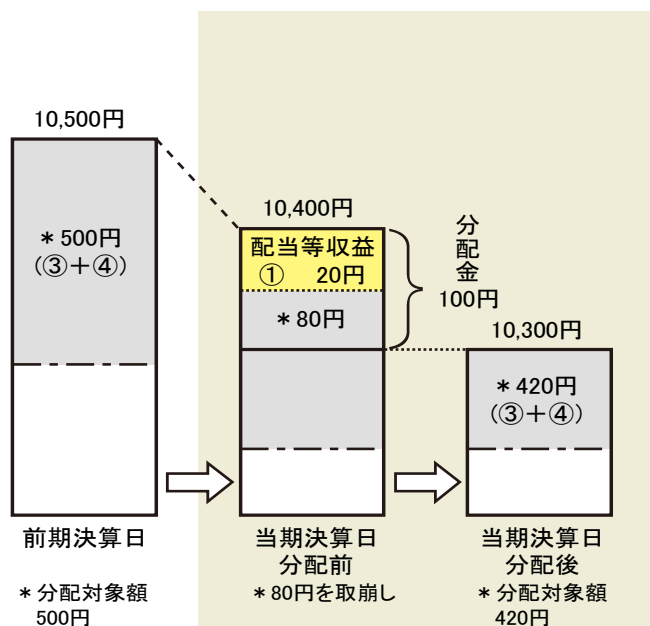 10,500円
*500円
(③+④)
前期決算日
*分配対象額
500円
10,400円
配当等収益
① 20円
*80円
分配金
100円
当期決算日
分配前
*80円を取崩し
10,300円
*420円
(③+④)
当期決算日
分配後
*分配対象額
420円